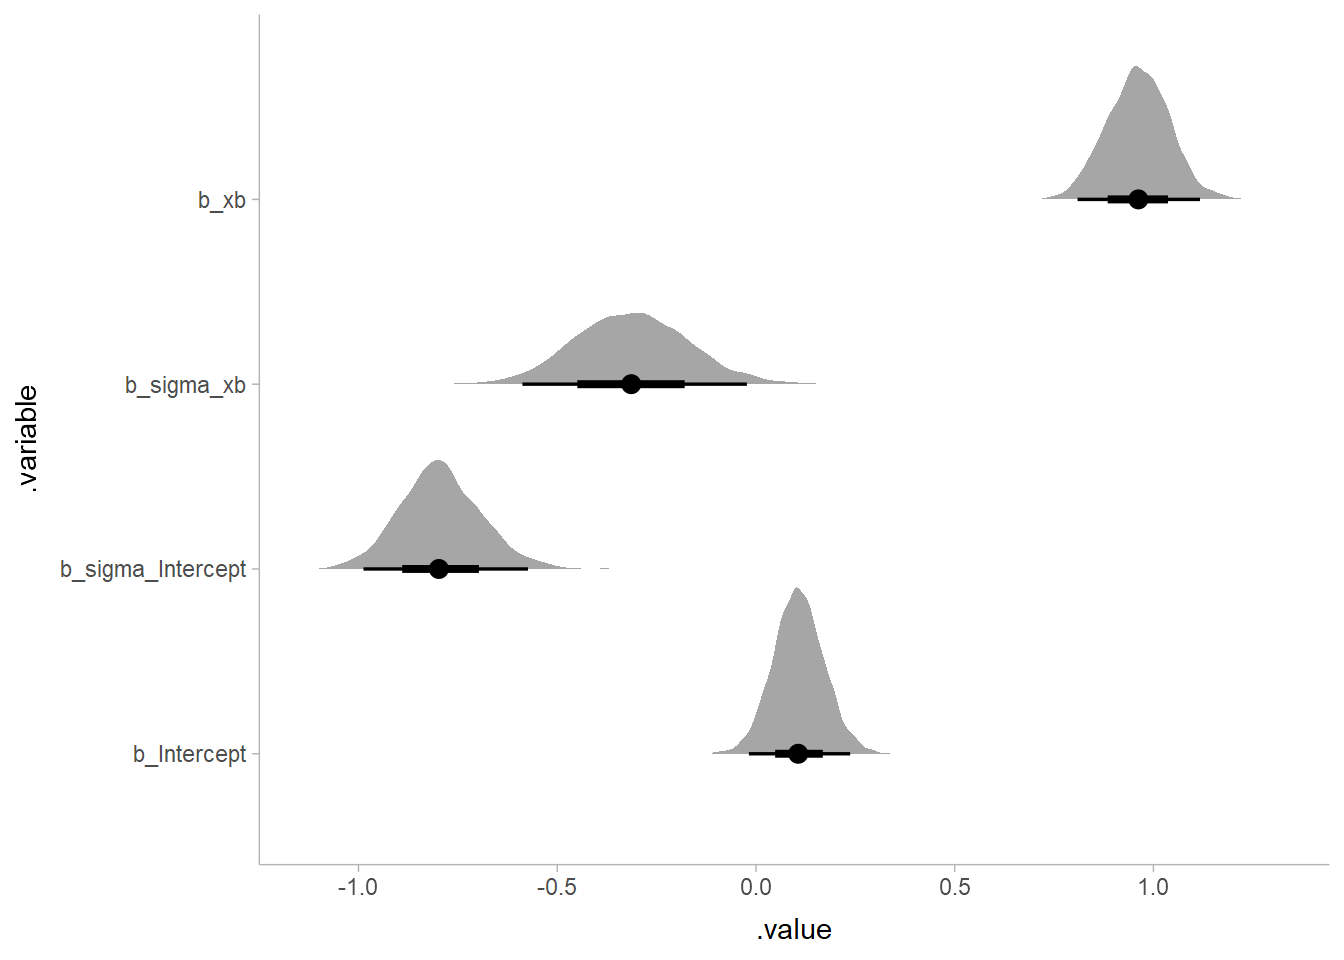 b_xb
b_sigma_xb
b_sigma_Intercept
b_Intercept
.variable
-1.0 -0.5 0.0 0.5 1.0
.value